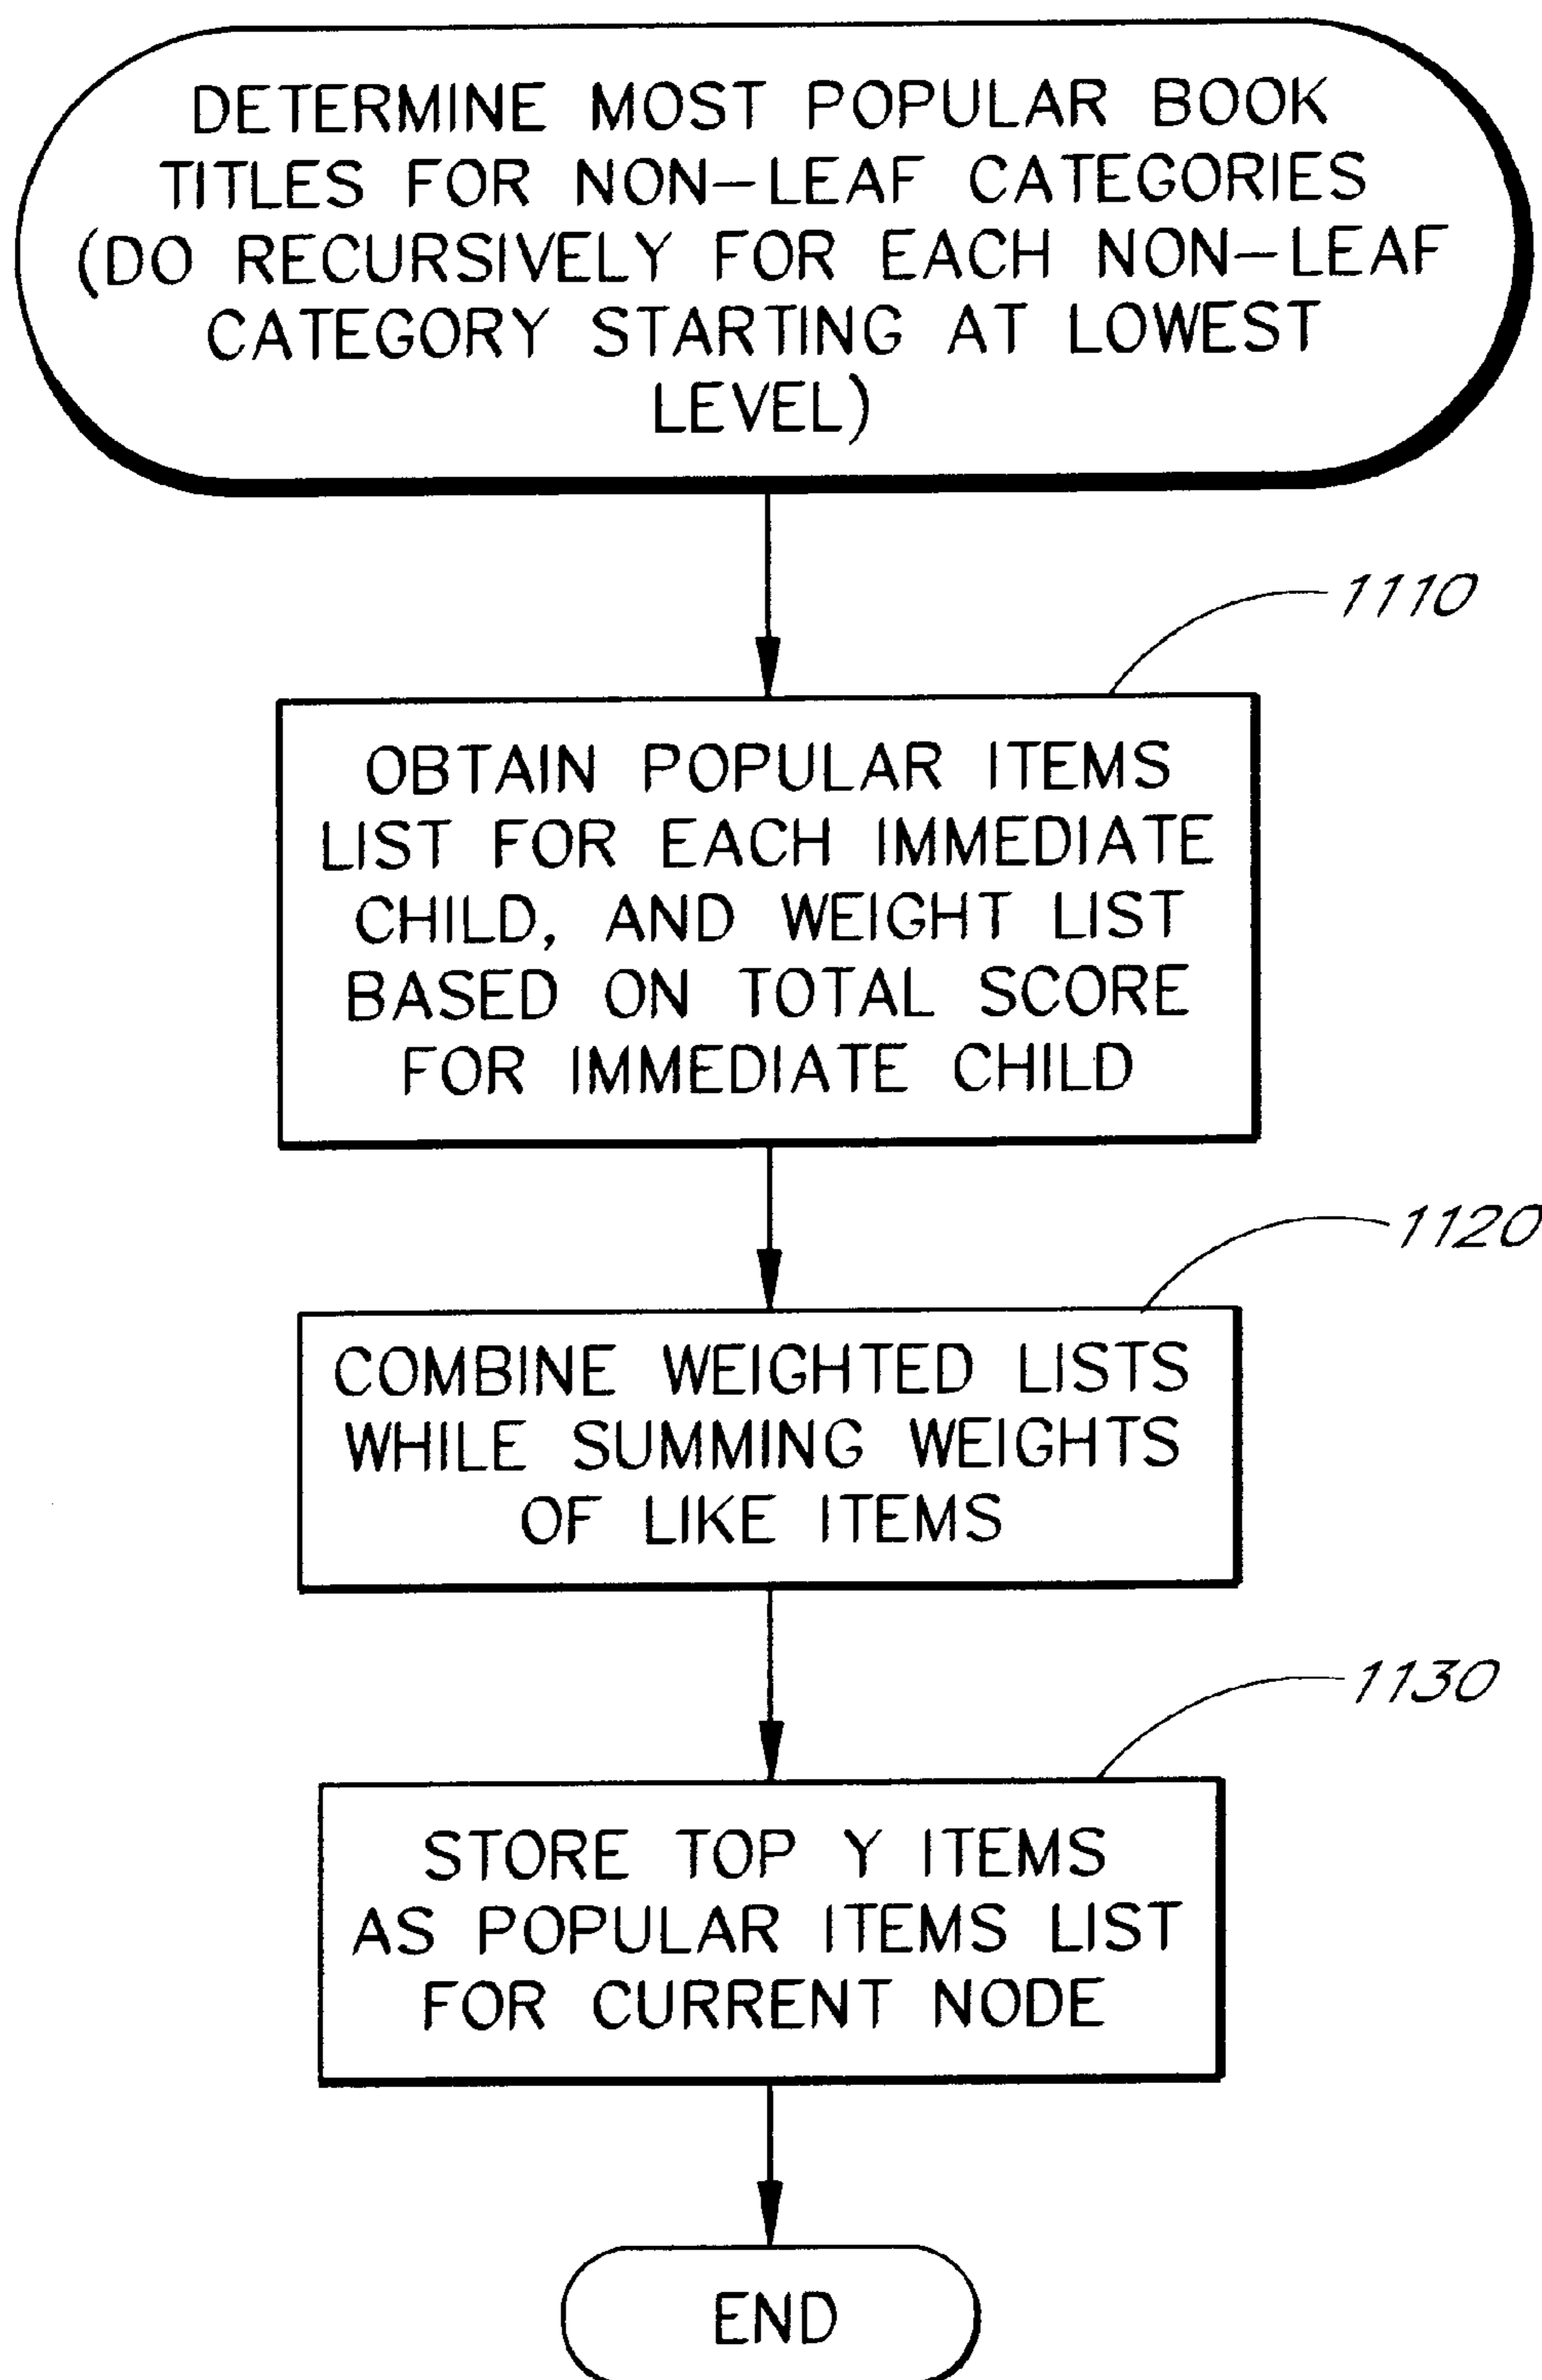 DETERMINE MOST POPULAR BOOK
TITLES FOR NON-LEAF CATEGORIES
(DO RECURSIVELY FOR EACH NON-LEAF
CATEGORY STARTING AT LOWEST
LEVEL)
1110
OBTAIN POPULAR ITEMS
LIST FOR EACH IMMEDIATE
CHILD, AND WEIGHT LIST
BASED ON TOTAL SCORE
FOR IMMEDIATE CHILD
1120
COMBINE WEIGHTED LISTS
WHILE SUMMING WEIGHTS
OF LIKE ITEMS
1130
STORE TOP Y ITEMS
AS POPULAR ITEMS LIST
FOR CURRENT NODE
END